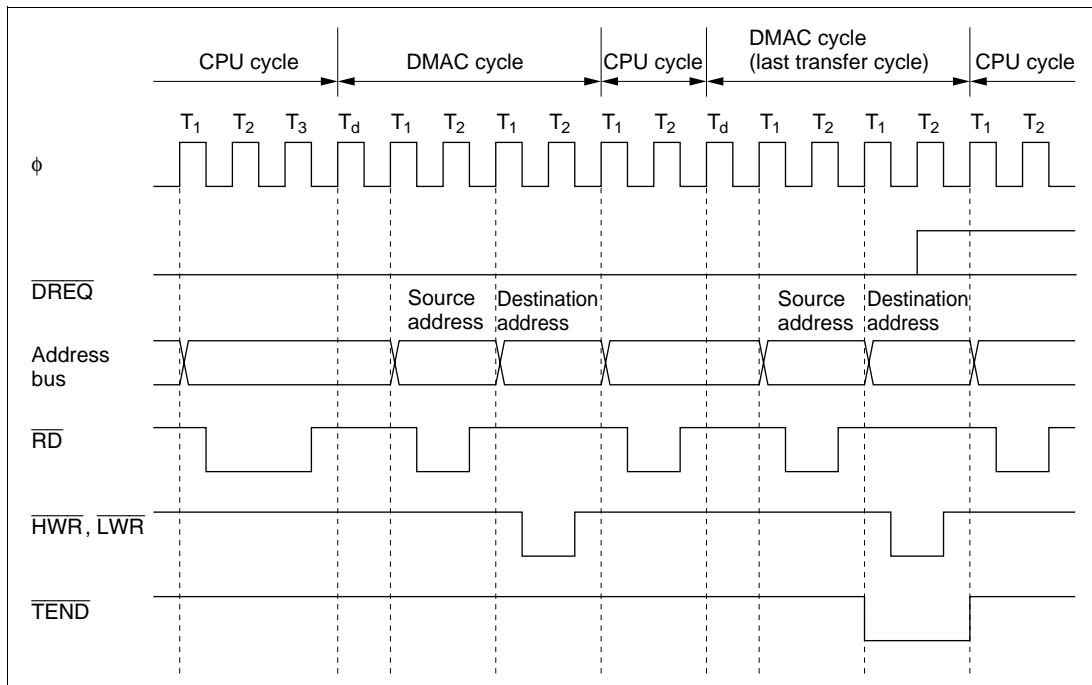 DMAC cycle
(last transfer cycle)
CPU cycle DMAC cycle CPU cycle CPU cycle
T1 T2 T3 Td T1 T2 T1 T2 T1 T2 Td T1 T2 T1 T2 T1 T2
φ
DREQ
Source address Destination address Source address Destination address
Address bus
RD
HWR, LWR
TEND